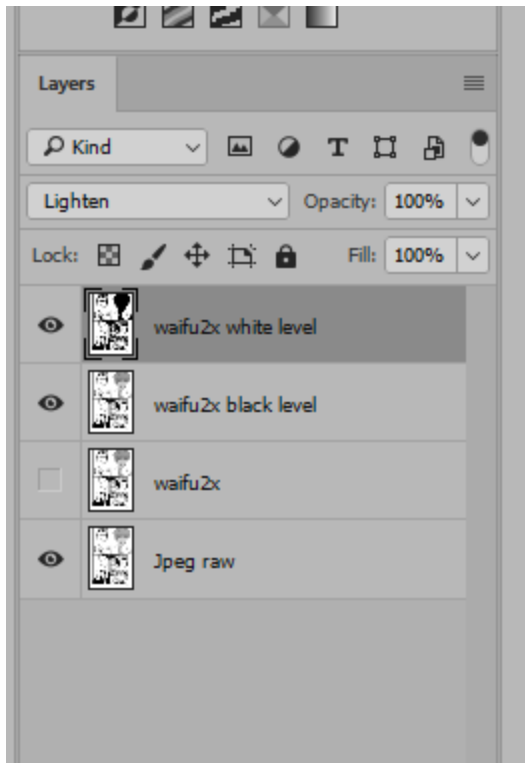 Layers
Kind
Lighten Opacity: 100%
Lock: Fill: 100%
waifu2x white level
waifu2x black level
waifu2x
Jpeg raw